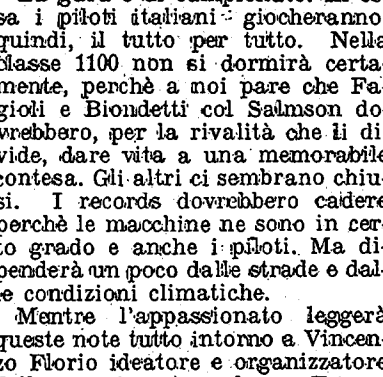 sa i piloti italiani - giocheranno
quindi, il tutto per tutto. Nella
classe 1100 non si dormirà certa
mente, perchè a noi pare che Fa
gioli e Biondetti col Salmson do
vrebbero, per la rivalità che li di
vide, dare vita a una memorabile
contesa. Gli altri ci sembrano chiu
si. I records dovrebbero cadere
perchè le macchine ne sono in cer
to grado e anche i piloti. Ma di
penderà um poco dalle strade e dal
le condizioni climatiche.
Mentre l'appassionato leggerà
queste note tutto intorno a Vincen
zo Florio ideatore e organizzatore